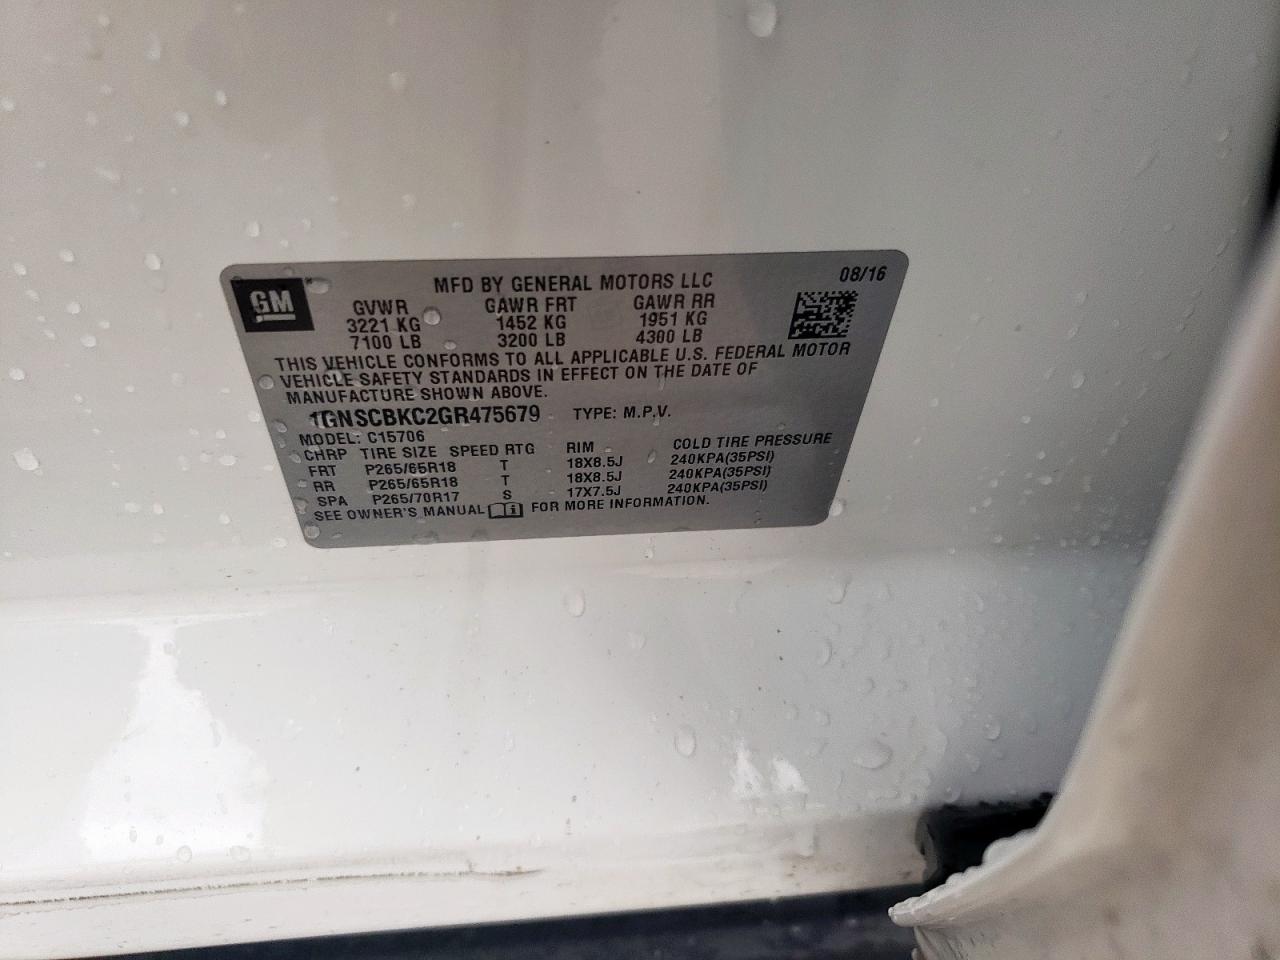 GM
MFD BY GENERAL MOTORS LLC 08/16
GVWR GAWR FRT GAWR RR
3221 KG 1452 KG 1951 KG
7100 LB 3200 LB 4300 LB
THIS VEHICLE CONFORMS TO ALL APPLICABLE U.S. FEDERAL MOTOR
VEHICLE SAFETY STANDARDS IN EFFECT ON THE DATE OF
MANUFACTURE SHOWN ABOVE.
1GNSCBKC2GR475679 TYPE: M.P.V.
MODEL: C15706
CHRP TIRE SIZE SPEED RTG RIM COLD TIRE PRESSURE
FRT P265/65R18 T 18X8.5J 240KPA(35PSI)
RR P265/65R18 T 18X8.5J 240KPA(35PSI)
SPA P265/70R17 S 17X7.5J 240KPA(35PSI)
SEE OWNER'S MANUAL i FOR MORE INFORMATION.